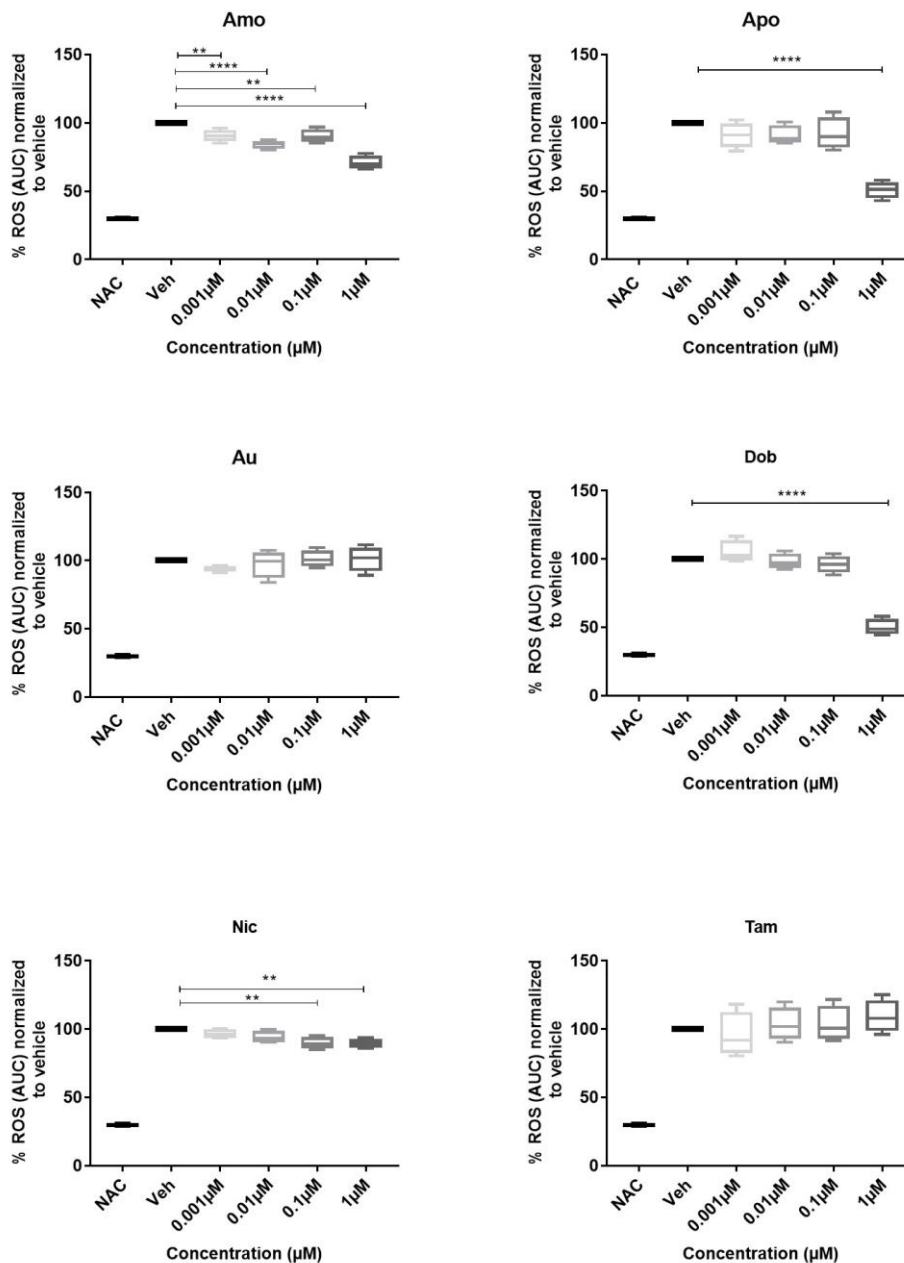 Amo
% ROS (AUC) normalized
to vehicle
150
100
50
0
**
****
**
****
NAC
Veh
0.001µM
0.01µM
0.1µM
1µM
Concentration (µM)
Apo
% ROS (AUC) normalized
to vehicle
150
100
50
0
****
NAC
Veh
0.001µM
0.01µM
0.1µM
1µM
Concentration (µM)
Au
% ROS (AUC) normalized
to vehicle
150
100
50
0
NAC
Veh
0.001µM
0.01µM
0.1µM
1µM
Concentration (µM)
Dob
% ROS (AUC) normalized
to vehicle
150
100
50
0
****
NAC
Veh
0.001µM
0.01µM
0.1µM
1µM
Concentration (µM)
Nic
% ROS (AUC) normalized
to vehicle
150
100
50
0
**
**
NAC
Veh
0.001µM
0.01µM
0.1µM
1µM
Concentration (µM)
Tam
% ROS (AUC) normalized
to vehicle
150
100
50
0
NAC
Veh
0.001µM
0.01µM
0.1µM
1µM
Concentration (µM)